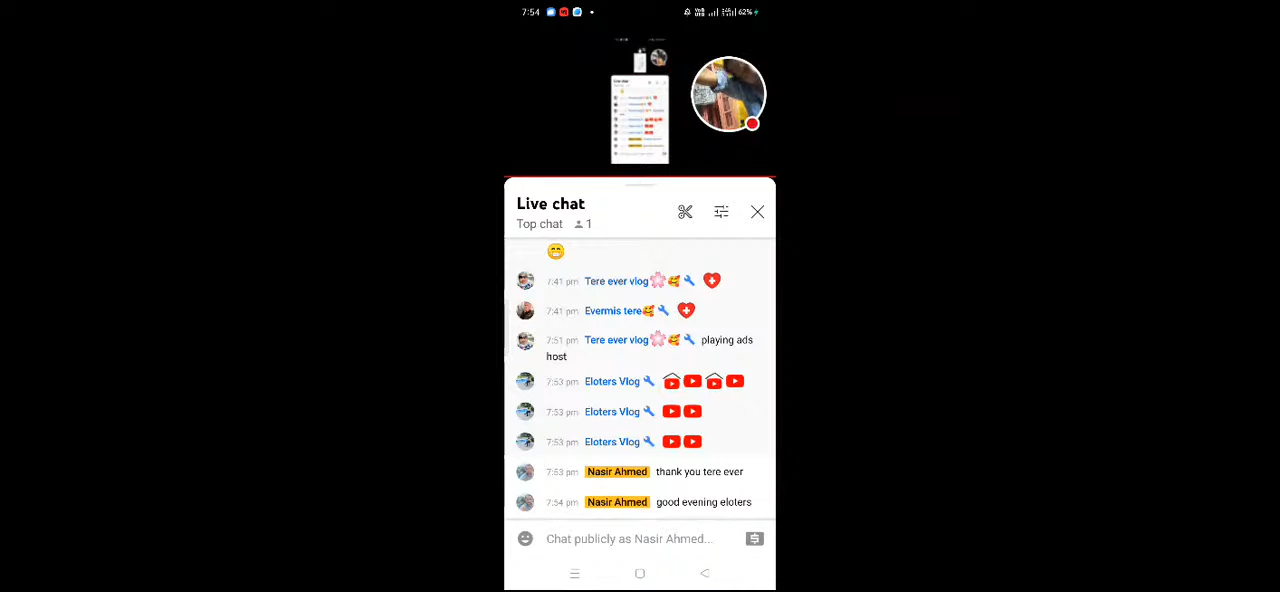 7:54 62%
Live chat
Top chat 1
7:41 pm Tere ever vlog
7:41 pm Evermis tere
7:51 pm Tere ever vlog playing ads
host
7:53 pm Eloters Vlog
7:53 pm Eloters Vlog
7:53 pm Eloters Vlog
7:53 pm Nasir Ahmed thank you tere ever
7:54 pm Nasir Ahmed good evening eloters
Chat publicly as Nasir Ahmed...